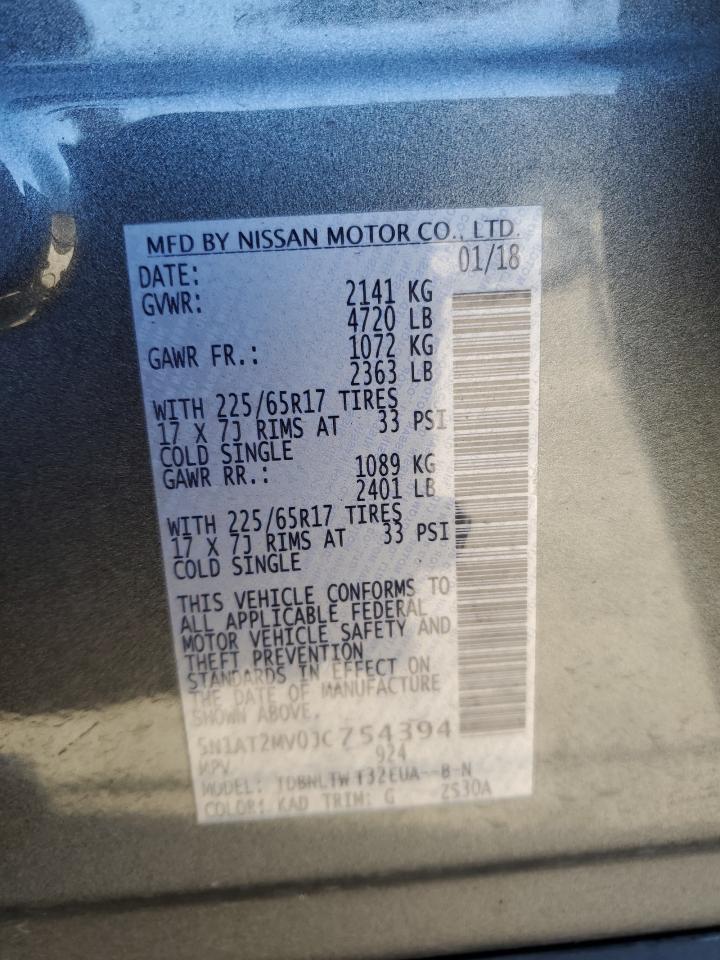 MFD BY NISSAN MOTOR CO., LTD.
DATE: 01/18
GVWR: 2141 KG
4720 LB
GAWR FR.: 1072 KG
2363 LB
WITH 225/65R17 TIRES
17 X 7J RIMS AT 33 PSI
COLD SINGLE
GAWR RR.: 1089 KG
2401 LB
WITH 225/65R17 TIRES
17 X 7J RIMS AT 33 PSI
COLD SINGLE
THIS VEHICLE CONFORMS TO
ALL APPLICABLE FEDERAL
MOTOR VEHICLE SAFETY AND
THEFT PREVENTION
STANDARDS IN EFFECT ON
THE DATE OF MANUFACTURE
SHOWN ABOVE.
5N1AT2MV0JC754394
MPV 924
MODEL: B-N
COLOR: KAD TRIM: G 2S30A